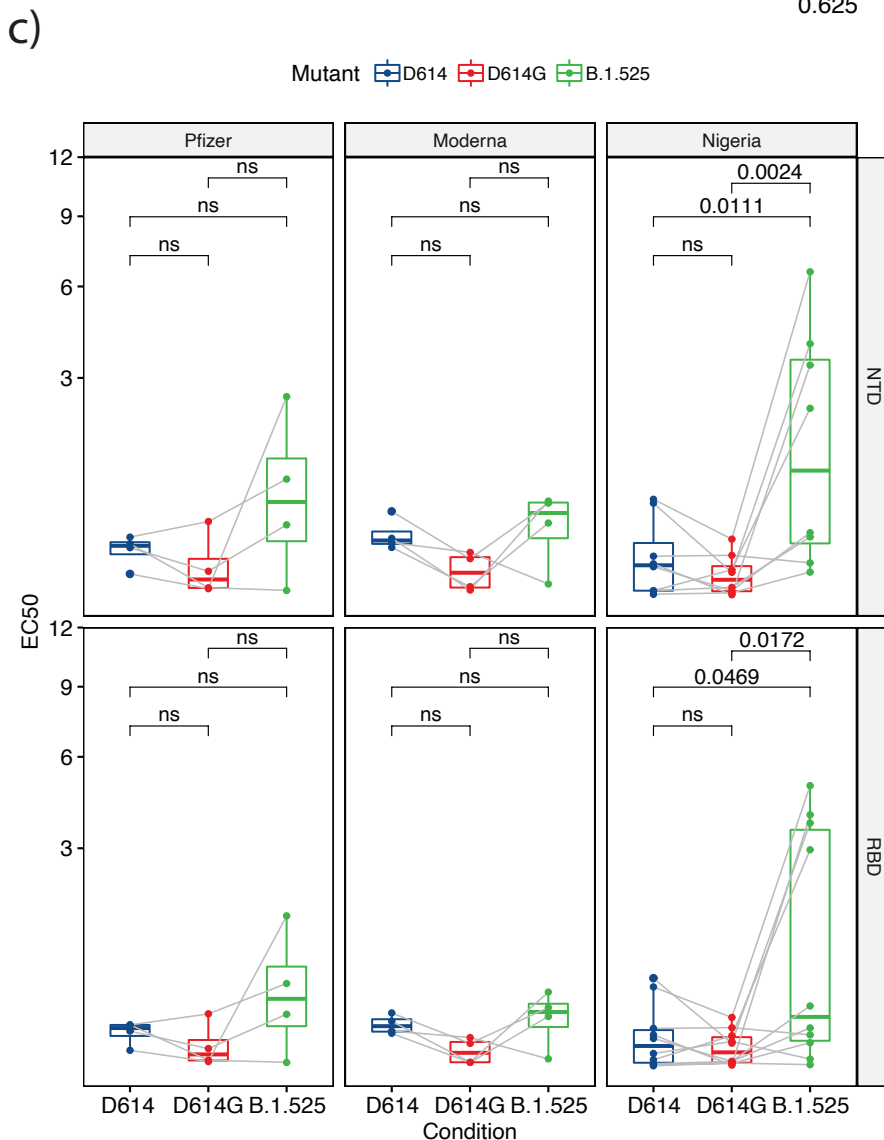 0.625
c)
Mutant D614 D614G B.1.525
Pfizer Moderna Nigeria
12
ns ns 0.0024
9 ns ns 0.0111
ns ns ns
6
3
NTD
EC50
12
ns ns 0.0172
9 ns ns 0.0469
ns ns ns
6
3
RBD
D614 D614G B.1.525 D614 D614G B.1.525 D614 D614G B.1.525
Condition